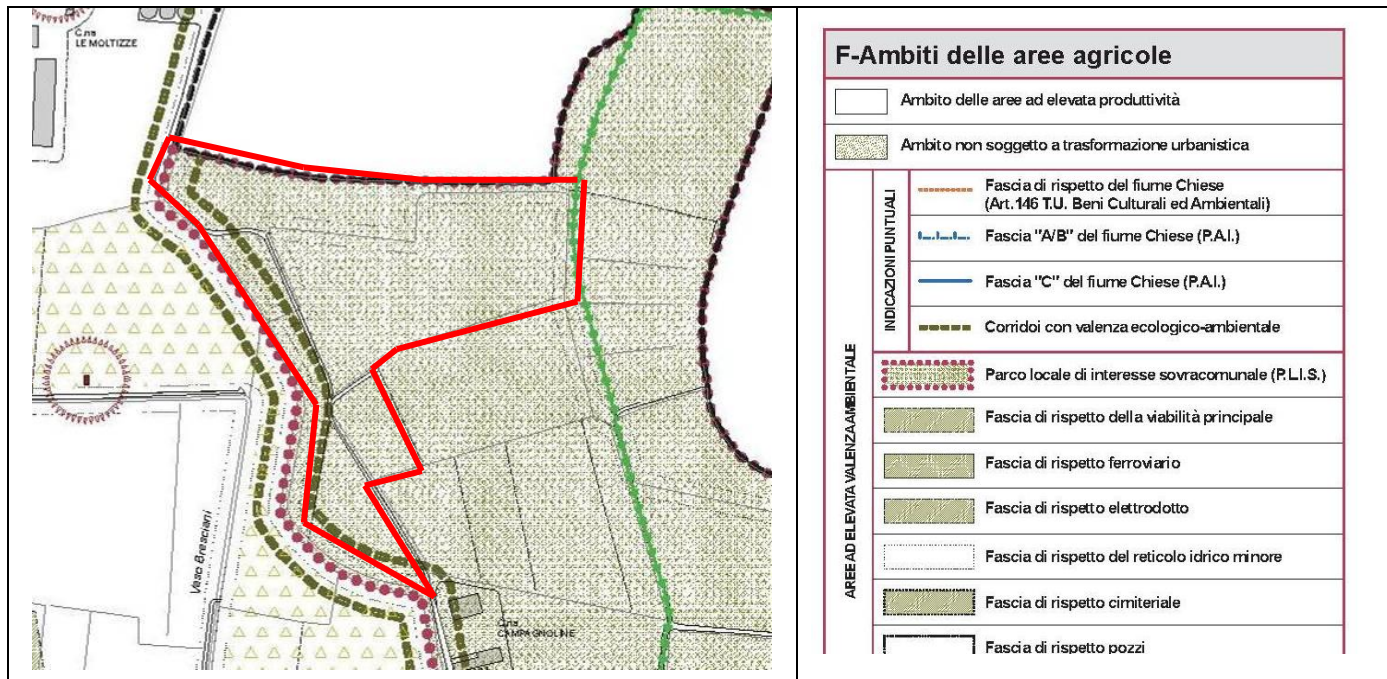 C.na
LE MOLTIZZE
Vaso Bresciani
C.na
CAMPAGNOLINE
F-Ambiti delle aree agricole
Ambito delle aree ad elevata produttività
Ambito non soggetto a trasformazione urbanistica
AREE AD ELEVATA VALENZA AMBIENTALE
INDICAZIONI PUNTUALI
Fascia di rispetto del fiume Chiese
(Art.146 T.U. Beni Culturali ed Ambientali)
Fascia "A/B" del fiume Chiese (P.A.I.)
Fascia "C" del fiume Chiese (P.A.I.)
Corridoi con valenza ecologico-ambientale
Parco locale di interesse sovracomunale (P.L.I.S.)
Fascia di rispetto della viabilità principale
Fascia di rispetto ferroviario
Fascia di rispetto elettrodotto
Fascia di rispetto del reticolo idrico minore
Fascia di rispetto cimiteriale
Fascia di rispetto pozzi